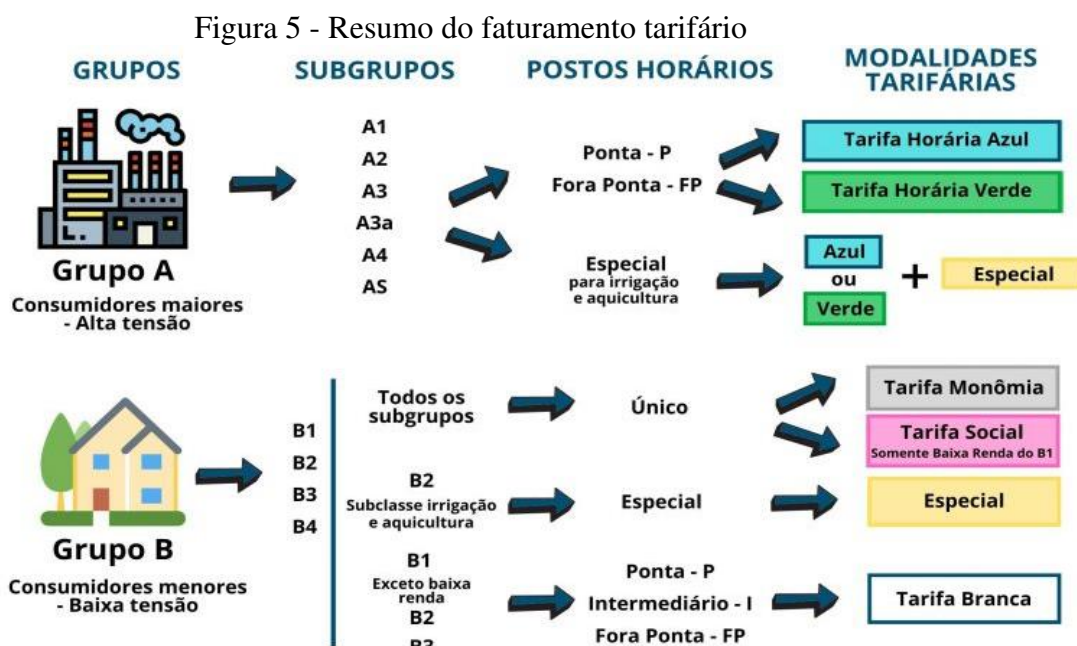 Figura 5 - Resumo do faturamento tarifário
GRUPOS
SUBGRUPOS
POSTOS HORÁRIOS
MODALIDADES
TARIFÁRIAS
Grupo A
Consumidores maiores
- Alta tensão
A1
A2
A3
A3a
A4
AS
Ponta - P
Fora Ponta - FP
Especial
para irrigação
e aquicultura
Tarifa Horária Azul
Tarifa Horária Verde
Azul
ou
Verde
+
Especial
Grupo B
Consumidores menores
- Baixa tensão
B1
B2
B3
B4
Todos os
subgrupos
Único
Tarifa Monômia
Tarifa Social
Somente Baixa Renda do B1
B2
Subclasse irrigação
e aquicultura
Especial
Especial
B1
Exceto baixa
renda
B2
B3
Ponta - P
Intermediário - I
Fora Ponta - FP
Tarifa Branca